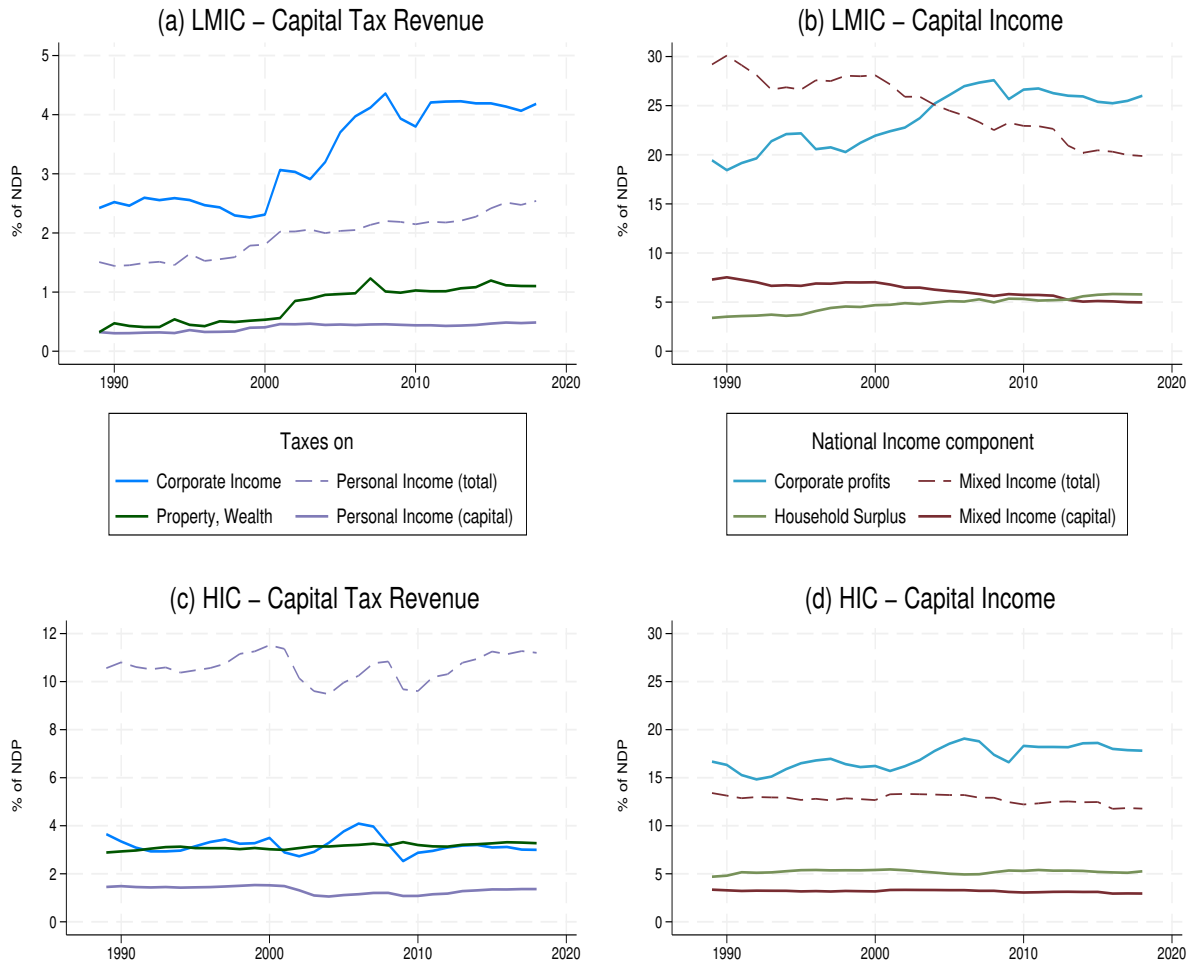 (a) LMIC – Capital Tax Revenue
% of NDP
5
4
3
2
1
0
1990 2000 2010 2020
(b) LMIC – Capital Income
% of NDP
30
25
20
15
10
5
0
1990 2000 2010 2020
Taxes on
Corporate Income Personal Income (total)
Property, Wealth Personal Income (capital)
National Income component
Corporate profits Mixed Income (total)
Household Surplus Mixed Income (capital)
(c) HIC – Capital Tax Revenue
% of NDP
12
10
8
6
4
2
0
1990 2000 2010 2020
(d) HIC – Capital Income
% of NDP
30
25
20
15
10
5
0
1990 2000 2010 2020